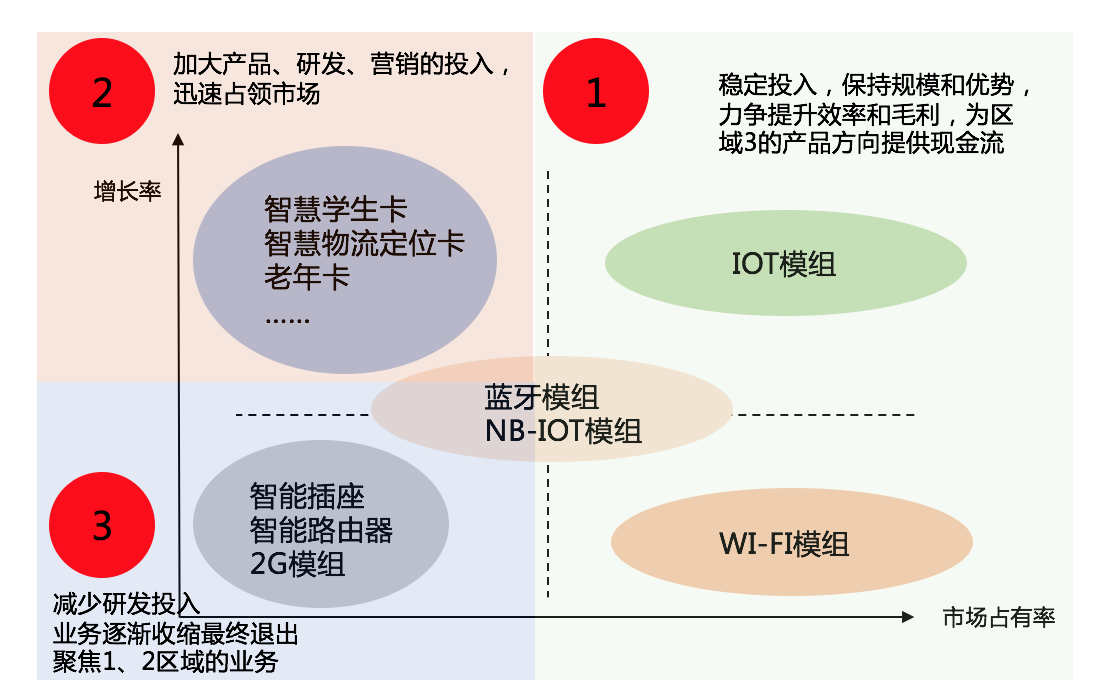 2
加大产品、研发、营销的投入，
迅速占领市场
1
稳定投入，保持规模和优势，
力争提升效率和毛利，为区
域3的产品方向提供现金流
增长率
智慧学生卡
智慧物流定位卡
老年卡
……
IOT模组
蓝牙模组
NB-IOT模组
3
智能插座
智能路由器
2G模组
WI-FI模组
减少研发投入
业务逐渐收缩最终退出
聚焦1、2区域的业务
市场占有率